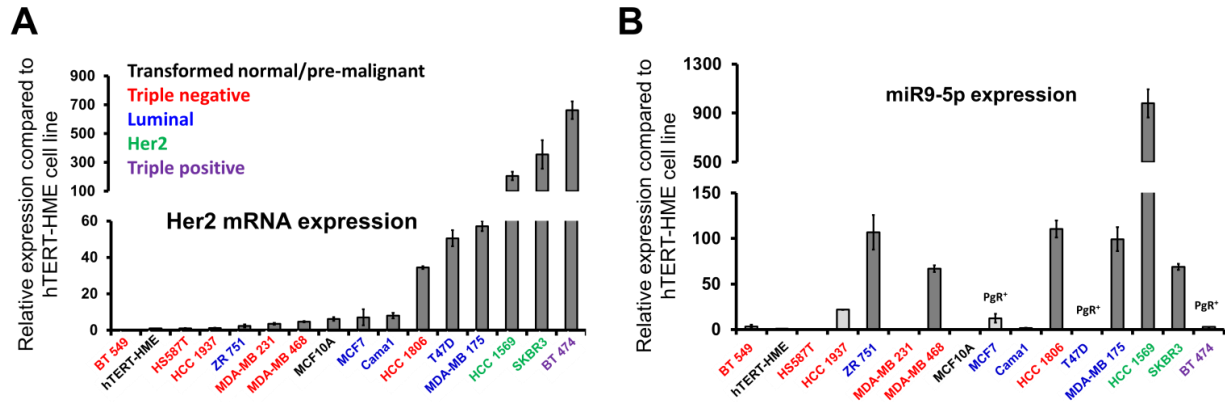 A
Relative expression compared to
hTERT-HME cell line
900
700
500
300
100
60
40
20
0
Transformed normal/pre-malignant
Triple negative
Luminal
Her2
Triple positive
Her2 mRNA expression
BT 549
hTERT-HME
HS587T
HCC 1937
ZR 751
MDA-MB 231
MDA-MB 468
MCF10A
MCF7
Cama1
HCC 1806
T47D
MDA-MB 175
HCC 1569
SKBR3
BT 474
B
Relative expression compared to
hTERT-HME cell line
1300
900
500
150
100
50
0
miR9-5p expression
PgR⁺
PgR⁺
PgR⁺
BT 549
hTERT-HME
HS587T
HCC 1937
ZR 751
MDA-MB 231
MDA-MB 468
MCF10A
MCF7
Cama1
HCC 1806
T47D
MDA-MB 175
HCC 1569
SKBR3
BT 474